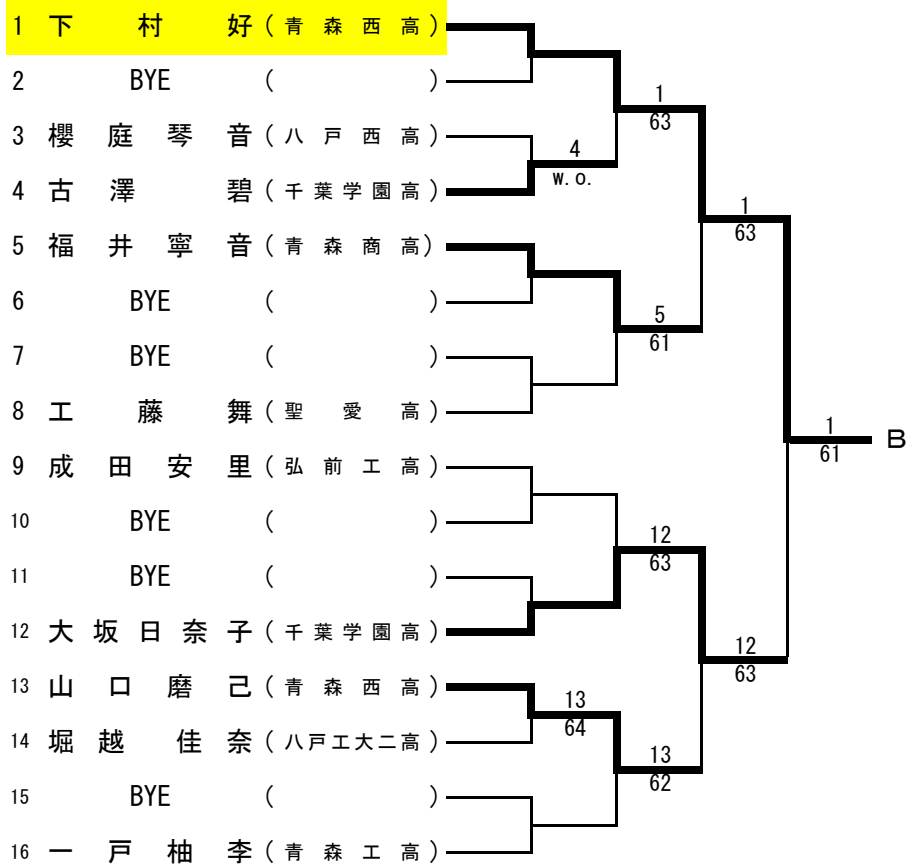 1 下村好 (青森西高)
2 BYE ( )
1
63
3 櫻庭琴音 (八戸西高)
4
w.o.
4 古澤碧 (千葉学園高)
1
63
5 福井寧音 (青森商高)
6 BYE ( )
5
61
7 BYE ( )
8 工藤舞 (聖愛高)
1
61
B
9 成田安里 (弘前工高)
10 BYE ( )
12
63
11 BYE ( )
12 大坂日奈子 (千葉学園高)
12
63
13 山口磨己 (青森西高)
13
64
14 堀越佳奈 (八戸工大二高)
13
62
15 BYE ( )
16 一戸柚李 (青森工高)